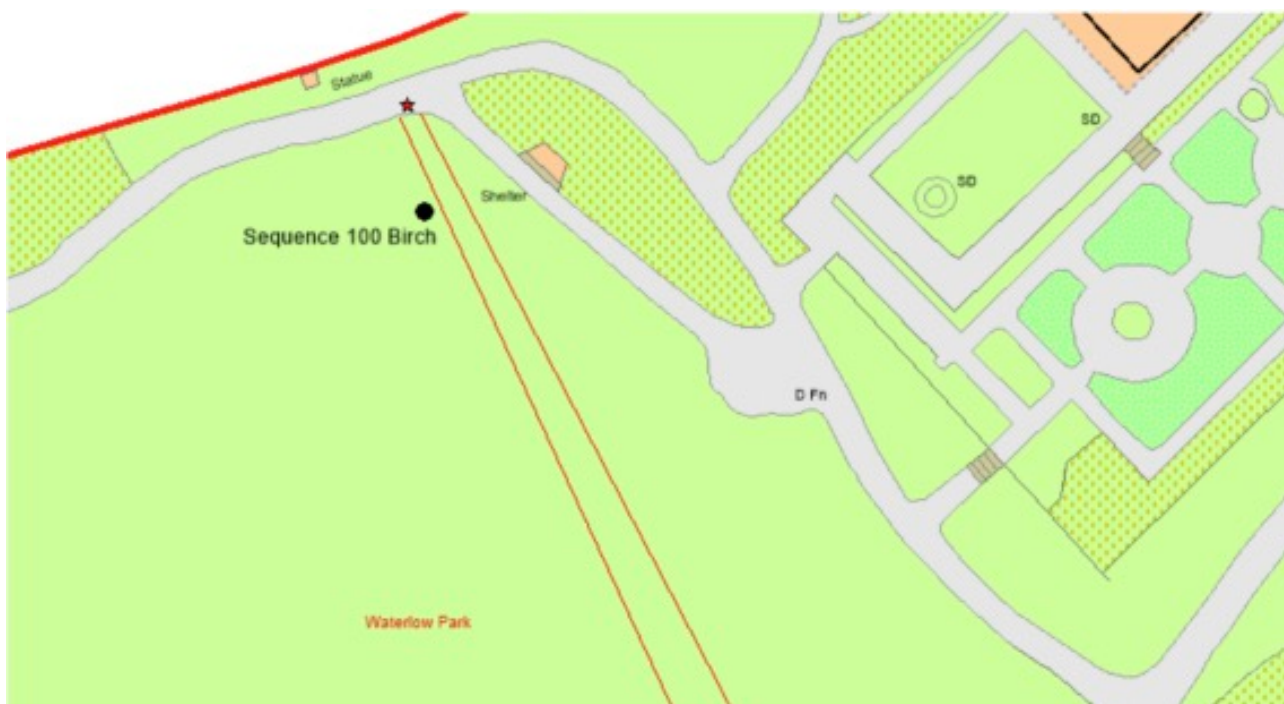 Statue
SD
SD
Shelter
Sequence 100 Birch
D Fn
Waterlow Park